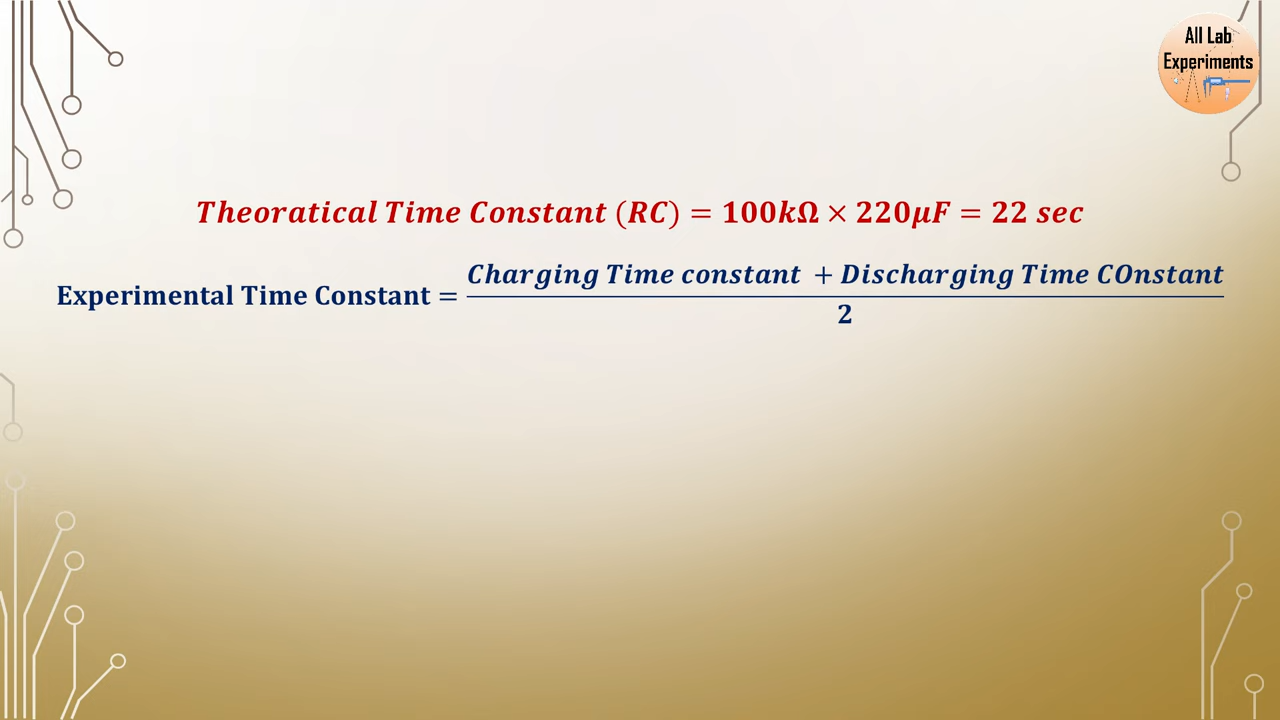 All Lab
Experiments
Theoratical Time Constant (RC) = 100kΩ × 220μF = 22 sec
Experimental Time Constant = Charging Time constant + Discharging Time COnstant
2